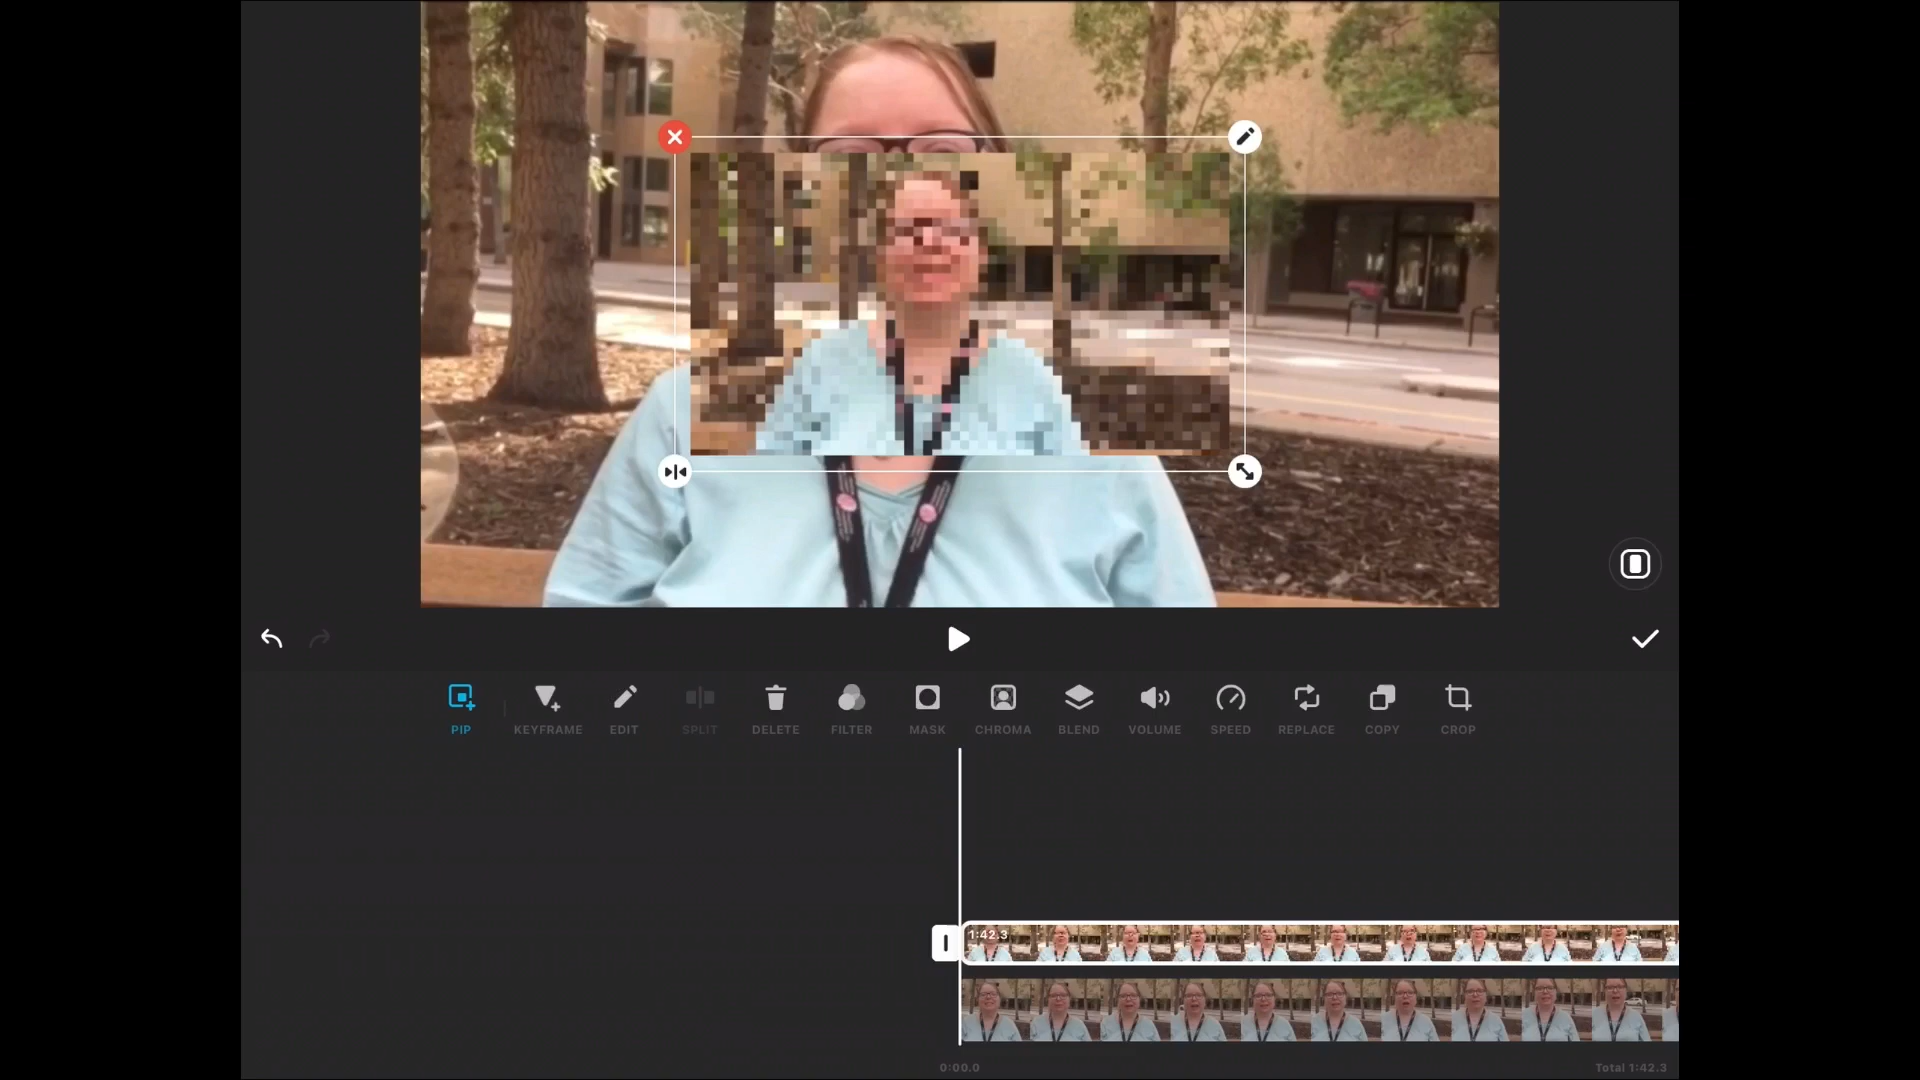 PIP
KEYFRAME
EDIT
SPLIT
DELETE
FILTER
MASK
CHROMA
BLEND
VOLUME
SPEED
REPLACE
COPY
CROP
1:42.3
0:00.0
Total 1:42.3